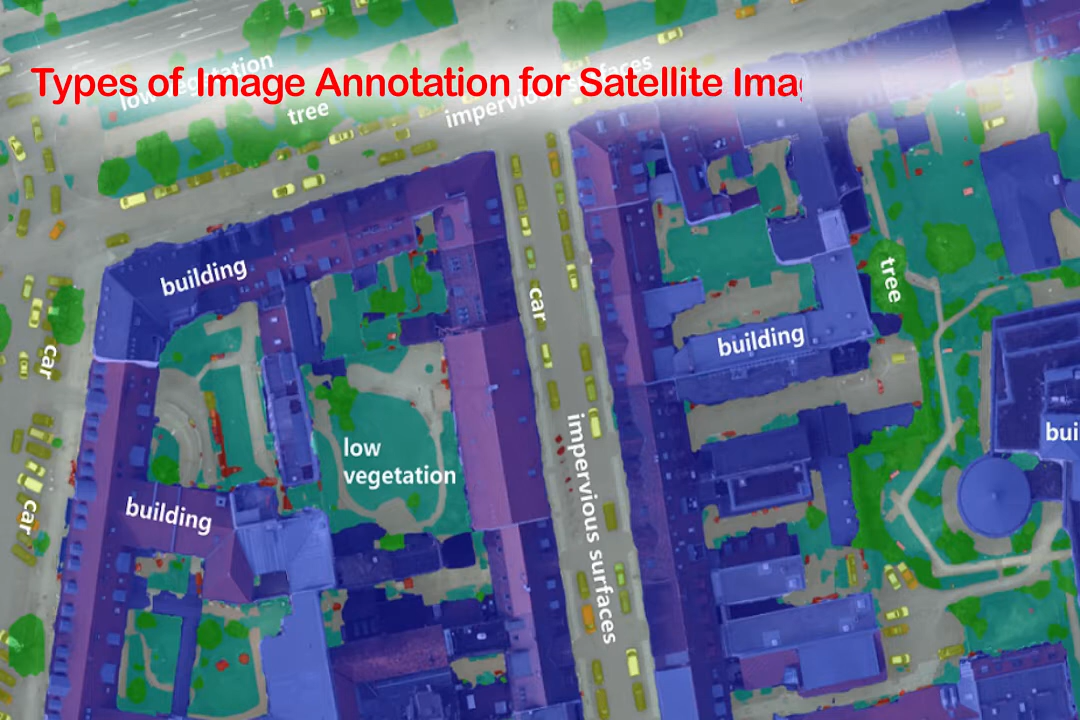 Types of Image Annotation for Satellite Imag
low vegetation
tree
impervious surfaces
building
tree
car
building
car
low
vegetation
bui
impervious surfaces
building
car